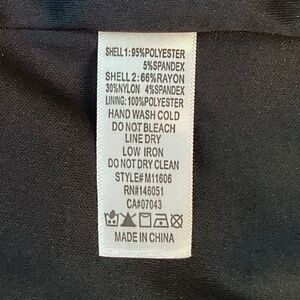 SHELL 1: 95%POLYESTER
5%SPANDEX
SHELL 2: 66%RAYON
30%NYLON 4%SPANDEX
LINING: 100%POLYESTER
HAND WASH COLD
DO NOT BLEACH
LINE DRY
LOW IRON
DO NOT DRY CLEAN
STYLE# M11606
RN#146051
CA#07043
MADE IN CHINA